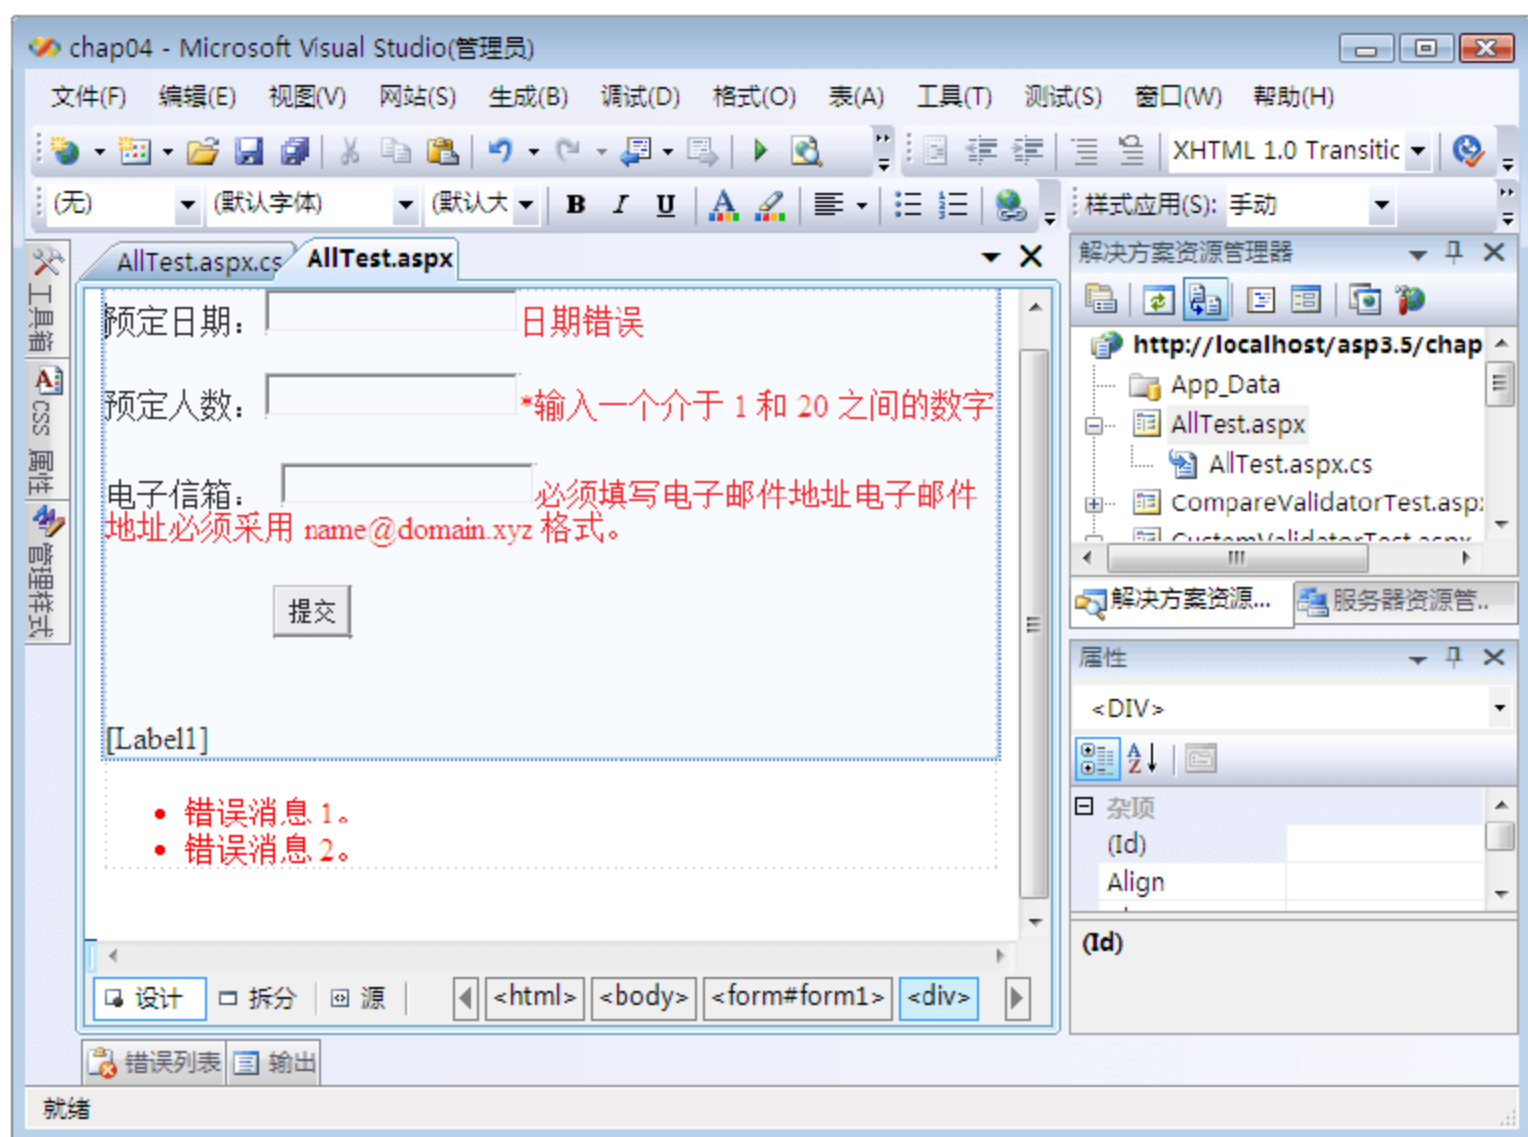 chap04 - Microsoft Visual Studio(管理员)
文件(F) 编辑(E) 视图(V) 网站(S) 生成(B) 调试(D) 格式(O) 表(A) 工具(T) 测试(S) 窗口(W) 帮助(H)
XHTML 1.0 Transitic
(无) (默认字体) (默认大 B I U A 样式应用(S): 手动
工具箱
CSS 属性
管理样式
AllTest.aspx.cs AllTest.aspx
预定日期: 日期错误
预定人数: *输入一个介于 1 和 20 之间的数字
电子信箱: 必须填写电子邮件地址电子邮件
地址必须采用 name@domain.xyz 格式。
提交
[Label1]
• 错误消息 1。
• 错误消息 2。
设计 拆分 源 <html> <body> <form#form1> <div>
解决方案资源管理器
http://localhost/asp3.5/chap
App_Data
AllTest.aspx
AllTest.aspx.cs
CompareValidatorTest.asp
CustomValidatorTest.aspx
解决方案资源... 服务器资源管..
属性
<DIV>
杂项
(Id)
Align
(Id)
错误列表 输出
就绪